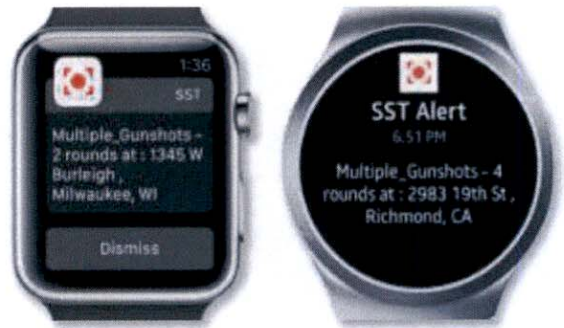 1:36
SST
Multiple_Gunshots -
2 rounds at : 1345 W
Burleigh ,
Milwaukee, WI
Dismiss
SST Alert
6.51 PM
Multiple_Gunshots - 4
rounds at : 2983 19th St ,
Richmond, CA